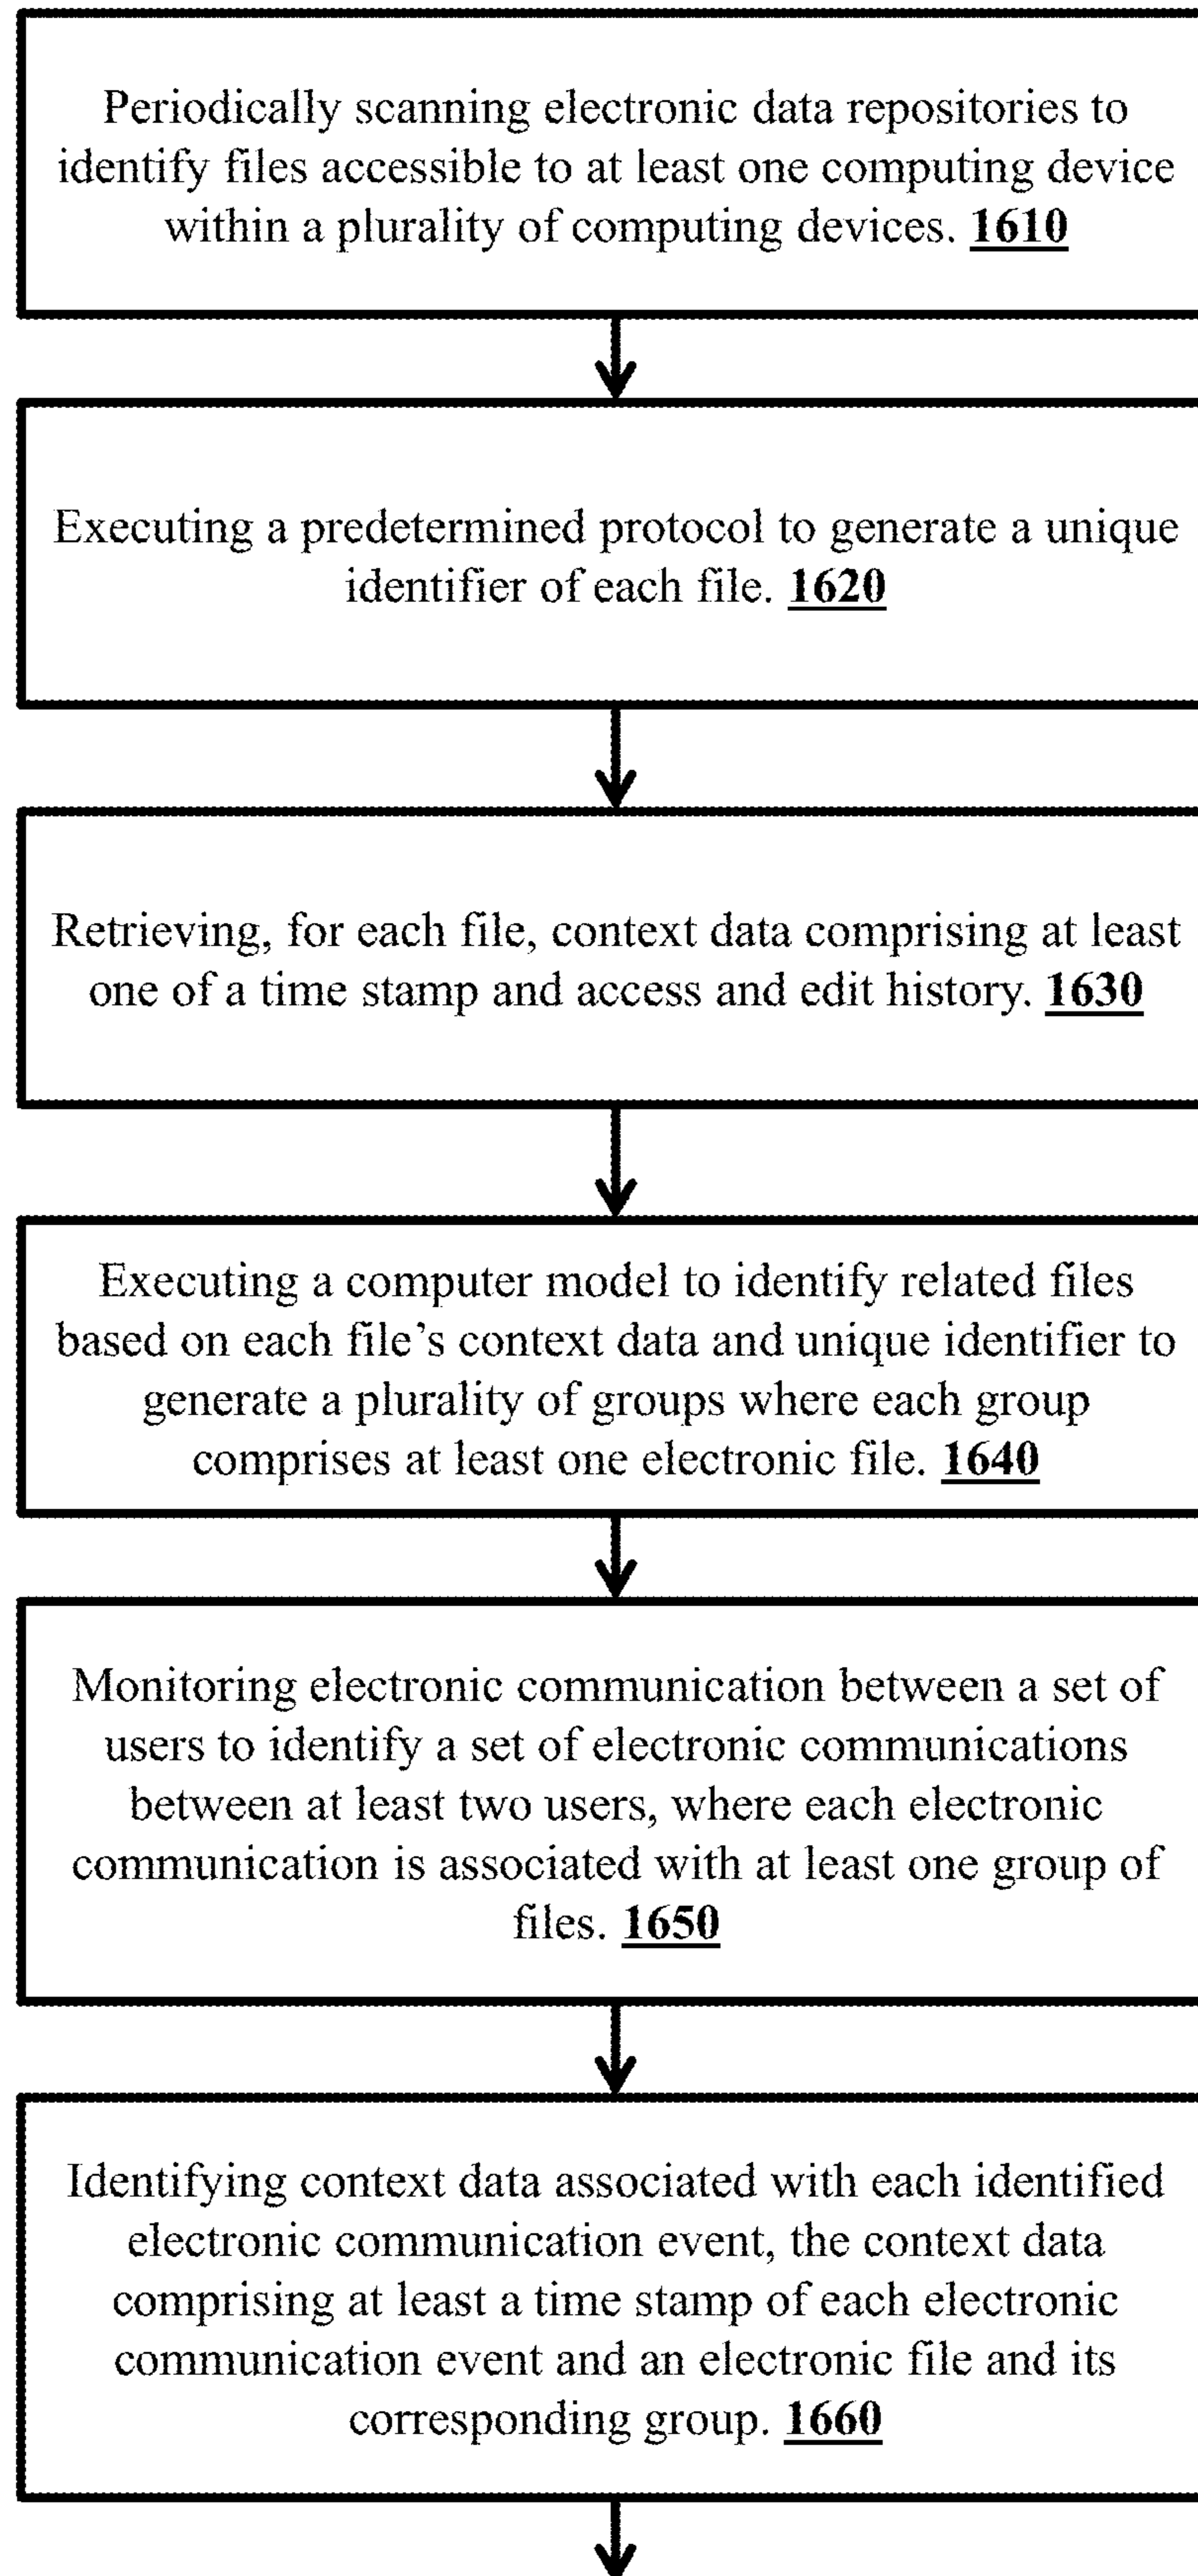 Periodically scanning electronic data repositories to
identify files accessible to at least one computing device
within a plurality of computing devices. 1610
Executing a predetermined protocol to generate a unique
identifier of each file. 1620
Retrieving, for each file, context data comprising at least
one of a time stamp and access and edit history. 1630
Executing a computer model to identify related files
based on each file’s context data and unique identifier to
generate a plurality of groups where each group
comprises at least one electronic file. 1640
Monitoring electronic communication between a set of
users to identify a set of electronic communications
between at least two users, where each electronic
communication is associated with at least one group of
files. 1650
Identifying context data associated with each identified
electronic communication event, the context data
comprising at least a time stamp of each electronic
communication event and an electronic file and its
corresponding group. 1660